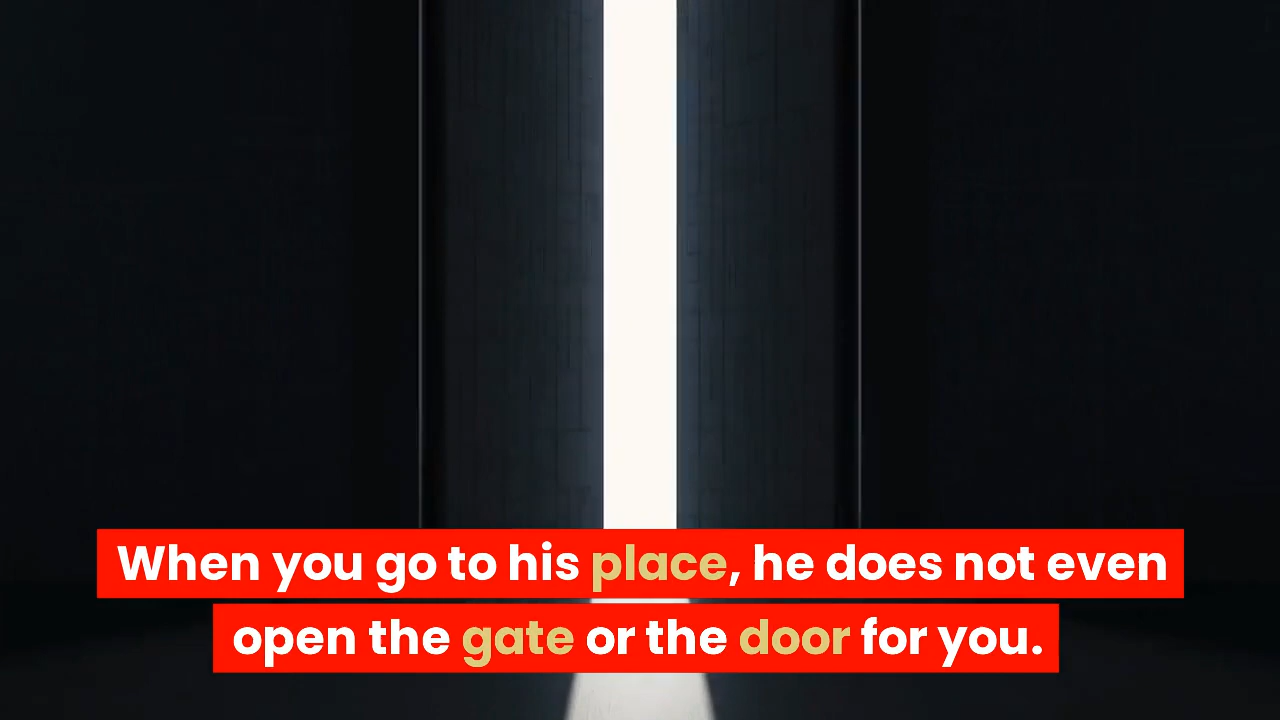 When you go to his place, he does not even
open the gate or the door for you.